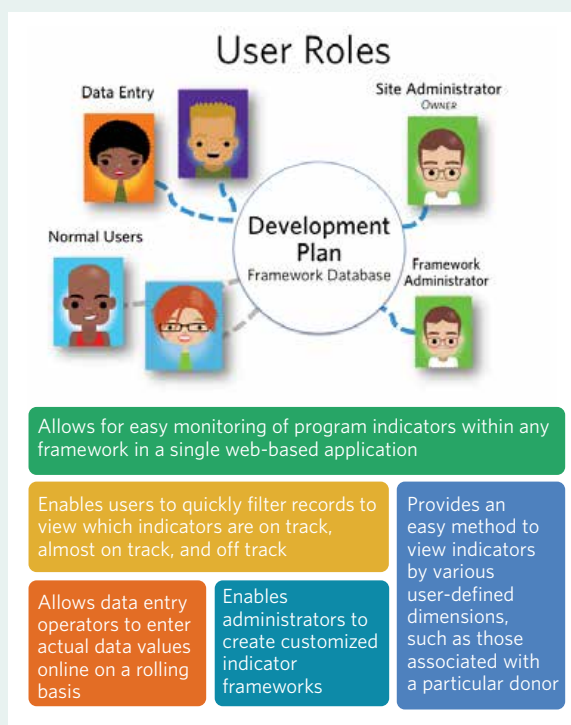 User Roles
Data Entry
Site Administrator
OWNER
Normal Users
Development
Plan
Framework Database
Framework
Administrator
Allows for easy monitoring of program indicators within any
framework in a single web-based application
Enables users to quickly filter records to
view which indicators are on track,
almost on track, and off track
Provides an
easy method to
view indicators
by various
user-defined
dimensions,
such as those
associated with
a particular donor
Allows data entry
operators to enter
actual data values
online on a rolling
basis
Enables
administrators to
create customized
indicator
frameworks